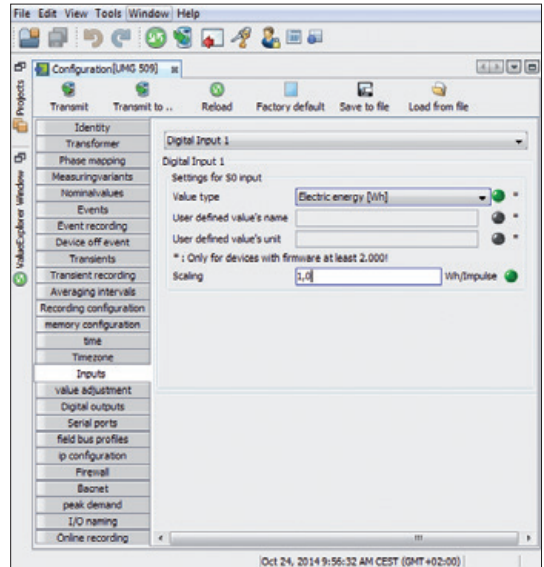 File Edit View Tools Window Help
Configuration[UMG 509]
Transmit Transmit to .. Reload Factory default Save to file Load from file
Projects
ValueExplorer Window
Identity
Transformer
Phase mapping
Measuringvariants
Nominalvalues
Events
Event recording
Device off event
Transients
Transient recording
Averaging intervals
Recording configuration
memory configuration
time
Timezone
Inputs
value adjustment
Digital outputs
Serial ports
field bus profiles
ip configuration
Firewall
Bacnet
peak demand
I/O naming
Online recording
Digital Input 1
Digital Input 1
Settings for S0 input
Value type Electric energy [Wh] *
User defined value's name *
User defined value's unit *
* : Only for devices with firmware at least 2.000!
Scaling 1,0 Wh/Impulse
Oct 24, 2014 9:56:32 AM CEST (GMT+02:00)